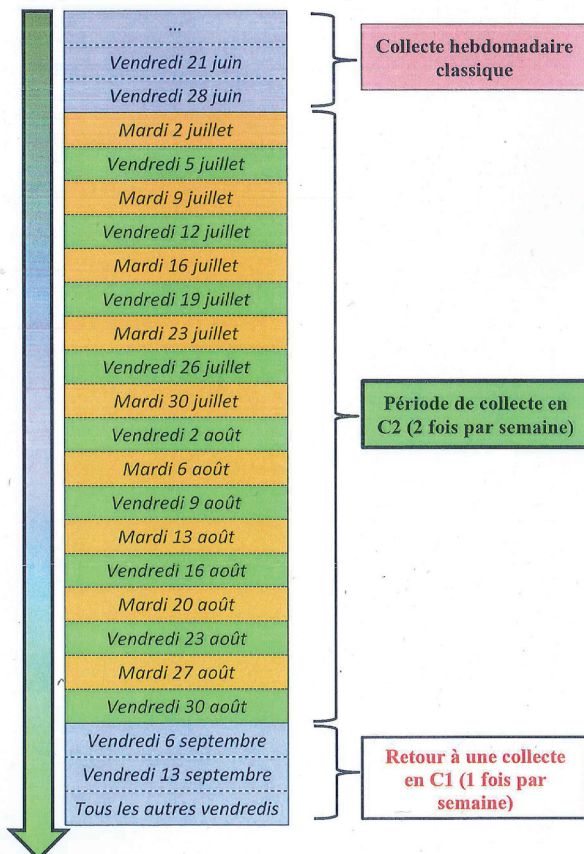 ...
Vendredi 21 juin
Vendredi 28 juin
Collecte hebdomadaire
classique
Mardi 2 juillet
Vendredi 5 juillet
Mardi 9 juillet
Vendredi 12 juillet
Mardi 16 juillet
Vendredi 19 juillet
Mardi 23 juillet
Vendredi 26 juillet
Mardi 30 juillet
Vendredi 2 août
Mardi 6 août
Vendredi 9 août
Mardi 13 août
Vendredi 16 août
Mardi 20 août
Vendredi 23 août
Mardi 27 août
Vendredi 30 août
Période de collecte en
C2 (2 fois par semaine)
Vendredi 6 septembre
Vendredi 13 septembre
Tous les autres vendredis
Retour à une collecte
en C1 (1 fois par
semaine)